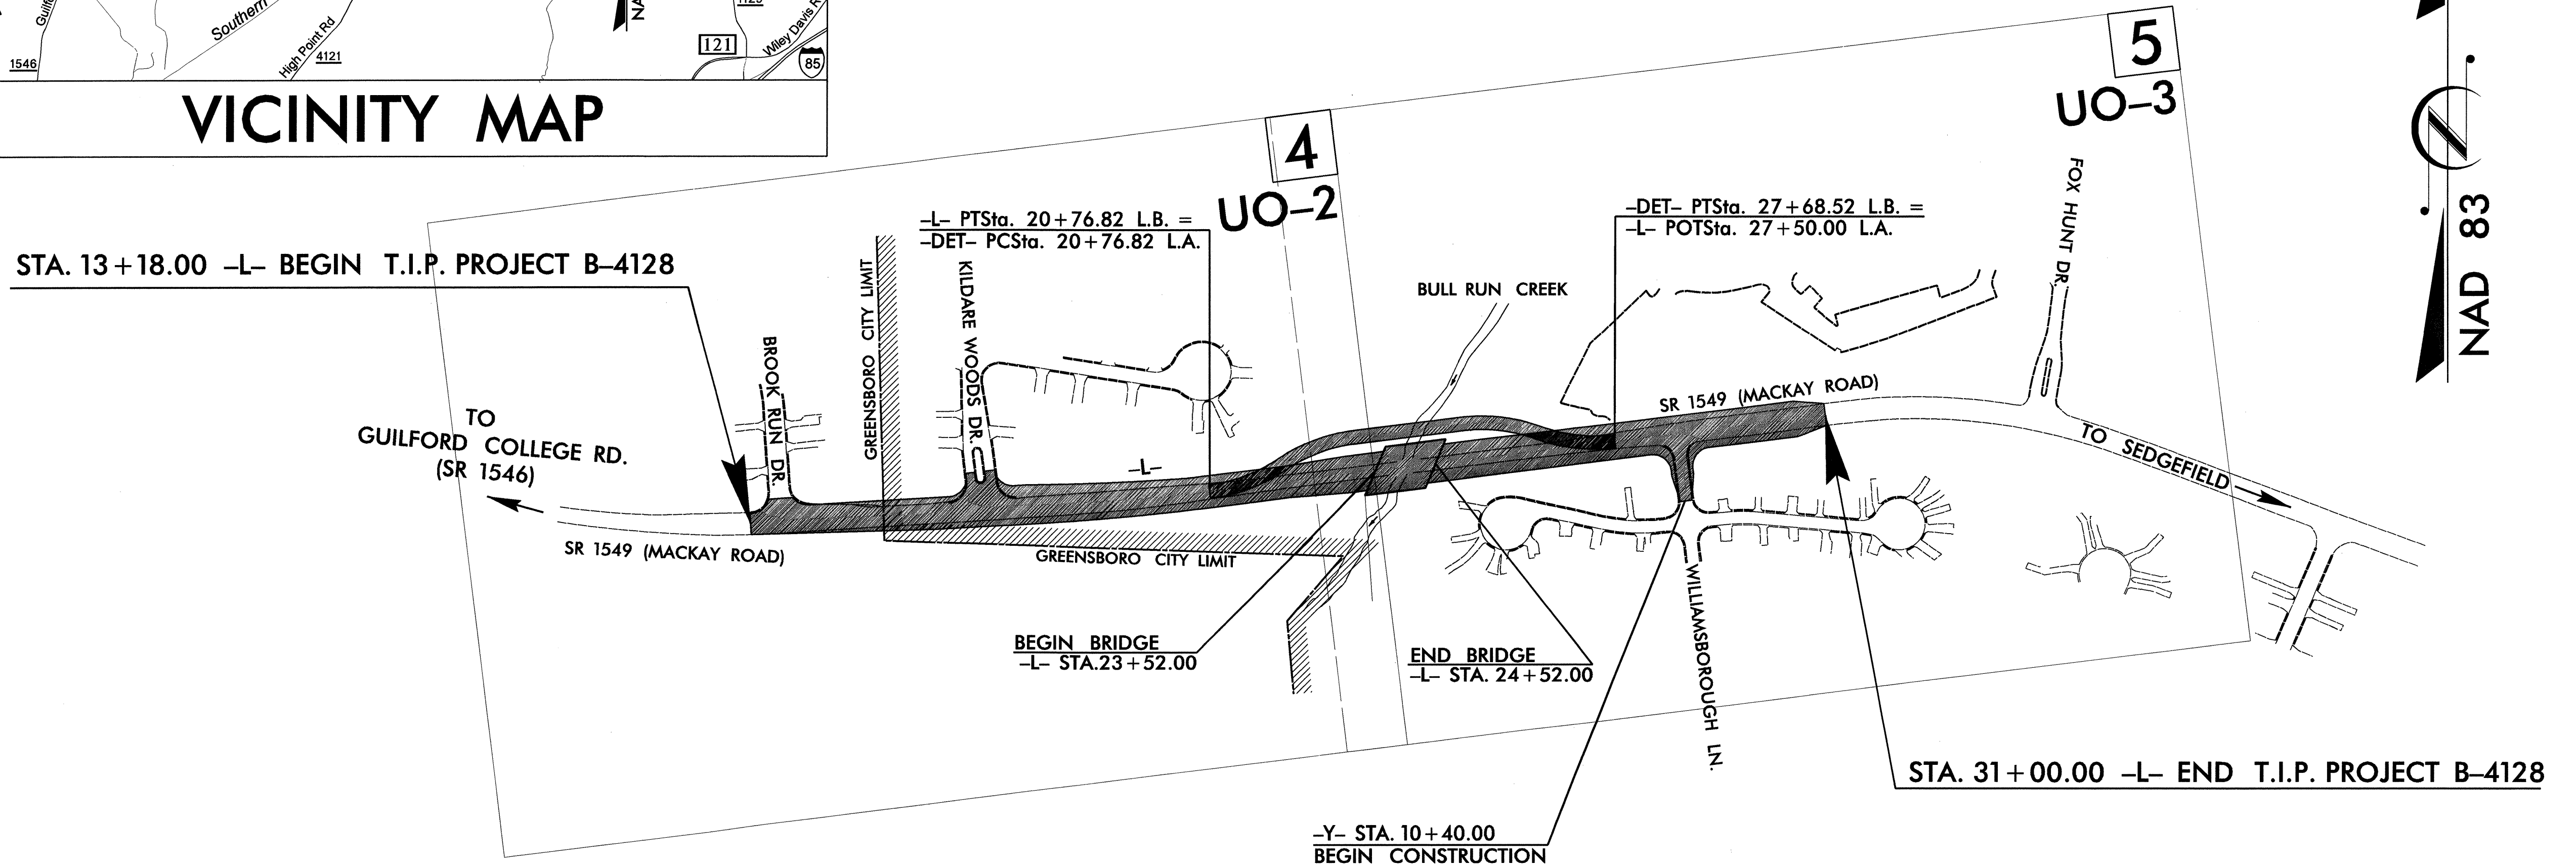 Southern
High Point Rd
1546
4121
121
Wiley Davis
85
VICINITY MAP
5
UO–3
4
UO–2
NAD 83
FOX HUNT DR.
–L– PTSta. 20+76.82 L.B. =
–DET– PCSta. 20+76.82 L.A.
–DET– PTSta. 27+68.52 L.B. =
–L– POTSta. 27+50.00 L.A.
STA. 13+18.00 –L– BEGIN T.I.P. PROJECT B–4128
GREENSBORO CITY LIMIT
KILDARE WOODS DR.
BROOK RUN DR.
BULL RUN CREEK
SR 1549 (MACKAY ROAD)
TO
GUILFORD COLLEGE RD.
(SR 1546)
–L–
TO SEDGEFIELD
SR 1549 (MACKAY ROAD)
GREENSBORO CITY LIMIT
WILLIAMSBOROUGH LN.
BEGIN BRIDGE
–L– STA.23+52.00
END BRIDGE
–L– STA. 24+52.00
STA. 31+00.00 –L– END T.I.P. PROJECT B–4128
–Y– STA. 10+40.00
BEGIN CONSTRUCTION